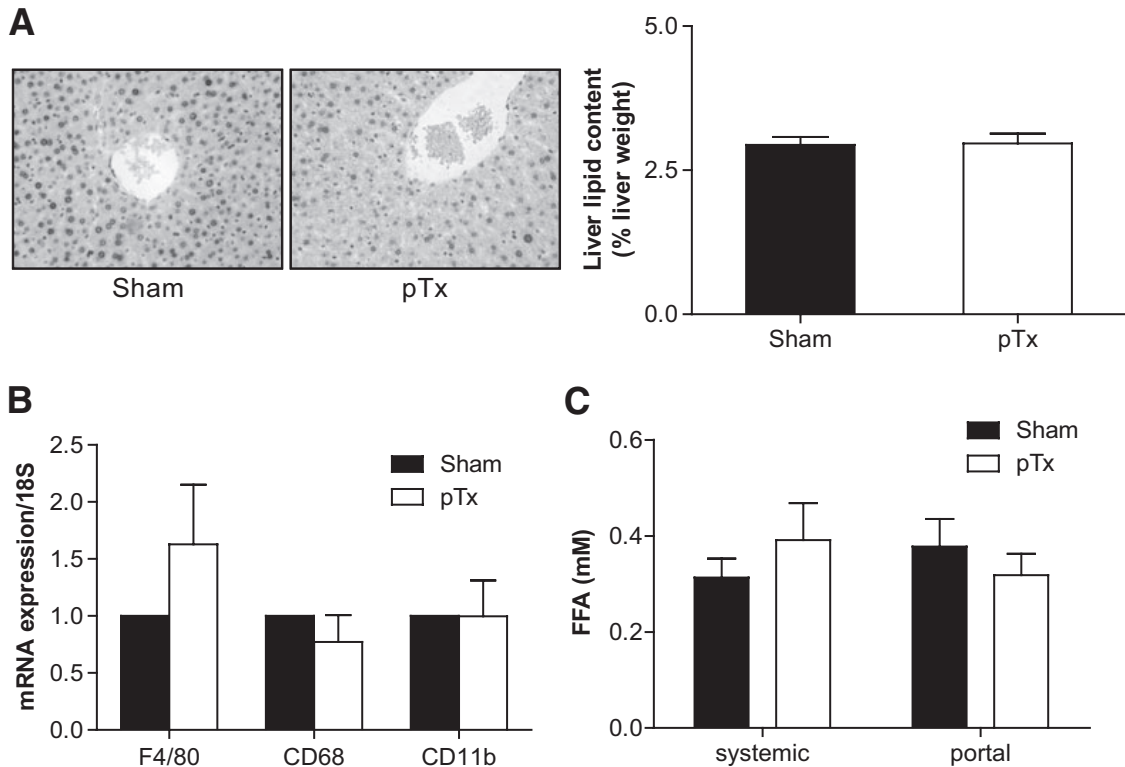 A
Sham
pTx
Liver lipid content
(% liver weight)
5.0
2.5
0.0
Sham
pTx
B
mRNA expression/18S
2.5
2.0
1.5
1.0
0.5
0.0
Sham
pTx
F4/80
CD68
CD11b
C
FFA (mM)
0.6
0.4
0.2
0.0
Sham
pTx
systemic
portal